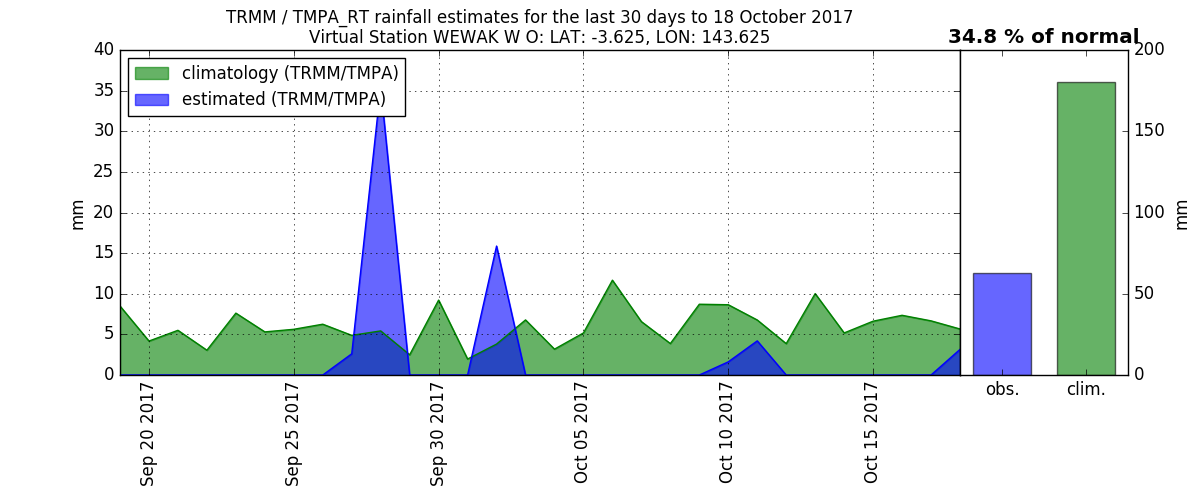 TRMM / TMPA_RT rainfall estimates for the last 30 days to 18 October 2017
Virtual Station WEWAK W O: LAT: -3.625, LON: 143.625
34.8 % of normal
climatology (TRMM/TMPA)
estimated (TRMM/TMPA)
40
35
30
25
20
15
10
5
0
mm
Sep 20 2017
Sep 25 2017
Sep 30 2017
Oct 05 2017
Oct 10 2017
Oct 15 2017
200
150
100
50
0
mm
obs.
clim.